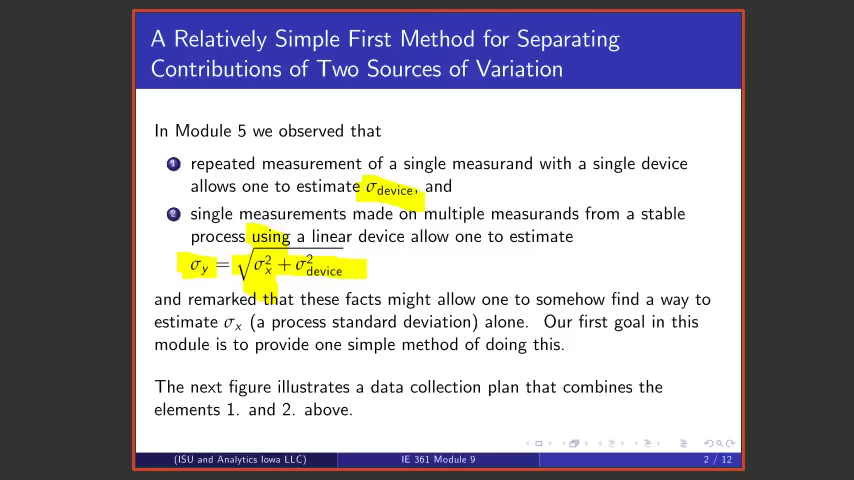 A Relatively Simple First Method for Separating
Contributions of Two Sources of Variation
In Module 5 we observed that
1 repeated measurement of a single measurand with a single device
allows one to estimate σdevice, and
2 single measurements made on multiple measurands from a stable
process using a linear device allow one to estimate
σy = √(σ²x + σ²device)
and remarked that these facts might allow one to somehow find a way to
estimate σx (a process standard deviation) alone. Our first goal in this
module is to provide one simple method of doing this.
The next figure illustrates a data collection plan that combines the
elements 1. and 2. above.
(ISU and Analytics Iowa LLC) IE 361 Module 9 2 / 12